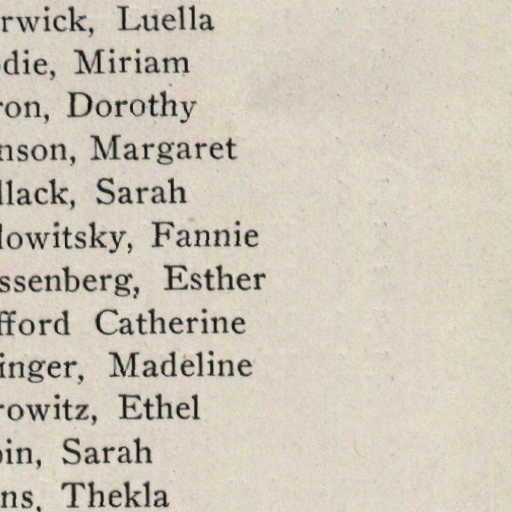 rwick, Luella
die, Miriam
ron, Dorothy
nson, Margaret
llack, Sarah
lowitsky, Fannie
ssenberg, Esther
fford Catherine
inger, Madeline
rowitz, Ethel
in, Sarah
ns, Thekla